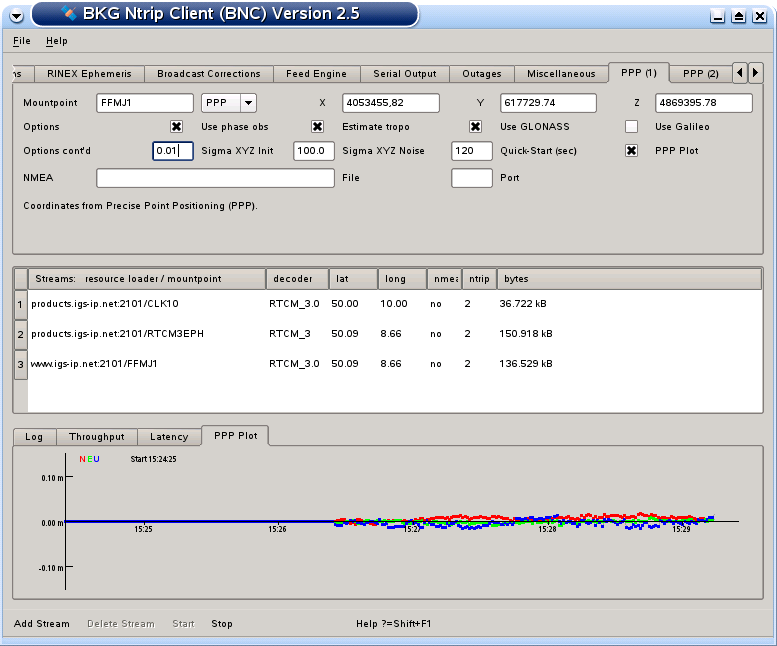 BKG Ntrip Client (BNC) Version 2.5
File Help
ns RINEX Ephemeris Broadcast Corrections Feed Engine Serial Output Outages Miscellaneous PPP (1) PPP (2)
Mountpoint FFMJ1 PPP X 4053455,82 Y 617729.74 Z 4869395.78
Options Use phase obs Estimate tropo Use GLONASS Use Galileo
Options cont'd 0.01 Sigma XYZ Init 100.0 Sigma XYZ Noise 120 Quick-Start (sec) PPP Plot
NMEA File Port
Coordinates from Precise Point Positioning (PPP).
Streams: resource loader / mountpoint decoder lat long nmea ntrip bytes
1 products.igs-ip.net:2101/CLK10 RTCM_3.0 50.00 10.00 no 2 36.722 kB
2 products.igs-ip.net:2101/RTCM3EPH RTCM_3 50.09 8.66 no 2 150.918 kB
3 www.igs-ip.net:2101/FFMJ1 RTCM_3.0 50.09 8.66 no 2 136.529 kB
Log Throughput Latency PPP Plot
NEU Start 15:24:25
0.10 m
0.00 m
15:25 15:26 15:27 15:28 15:29
-0.10 m
Add Stream Delete Stream Start Stop Help ?=Shift+F1